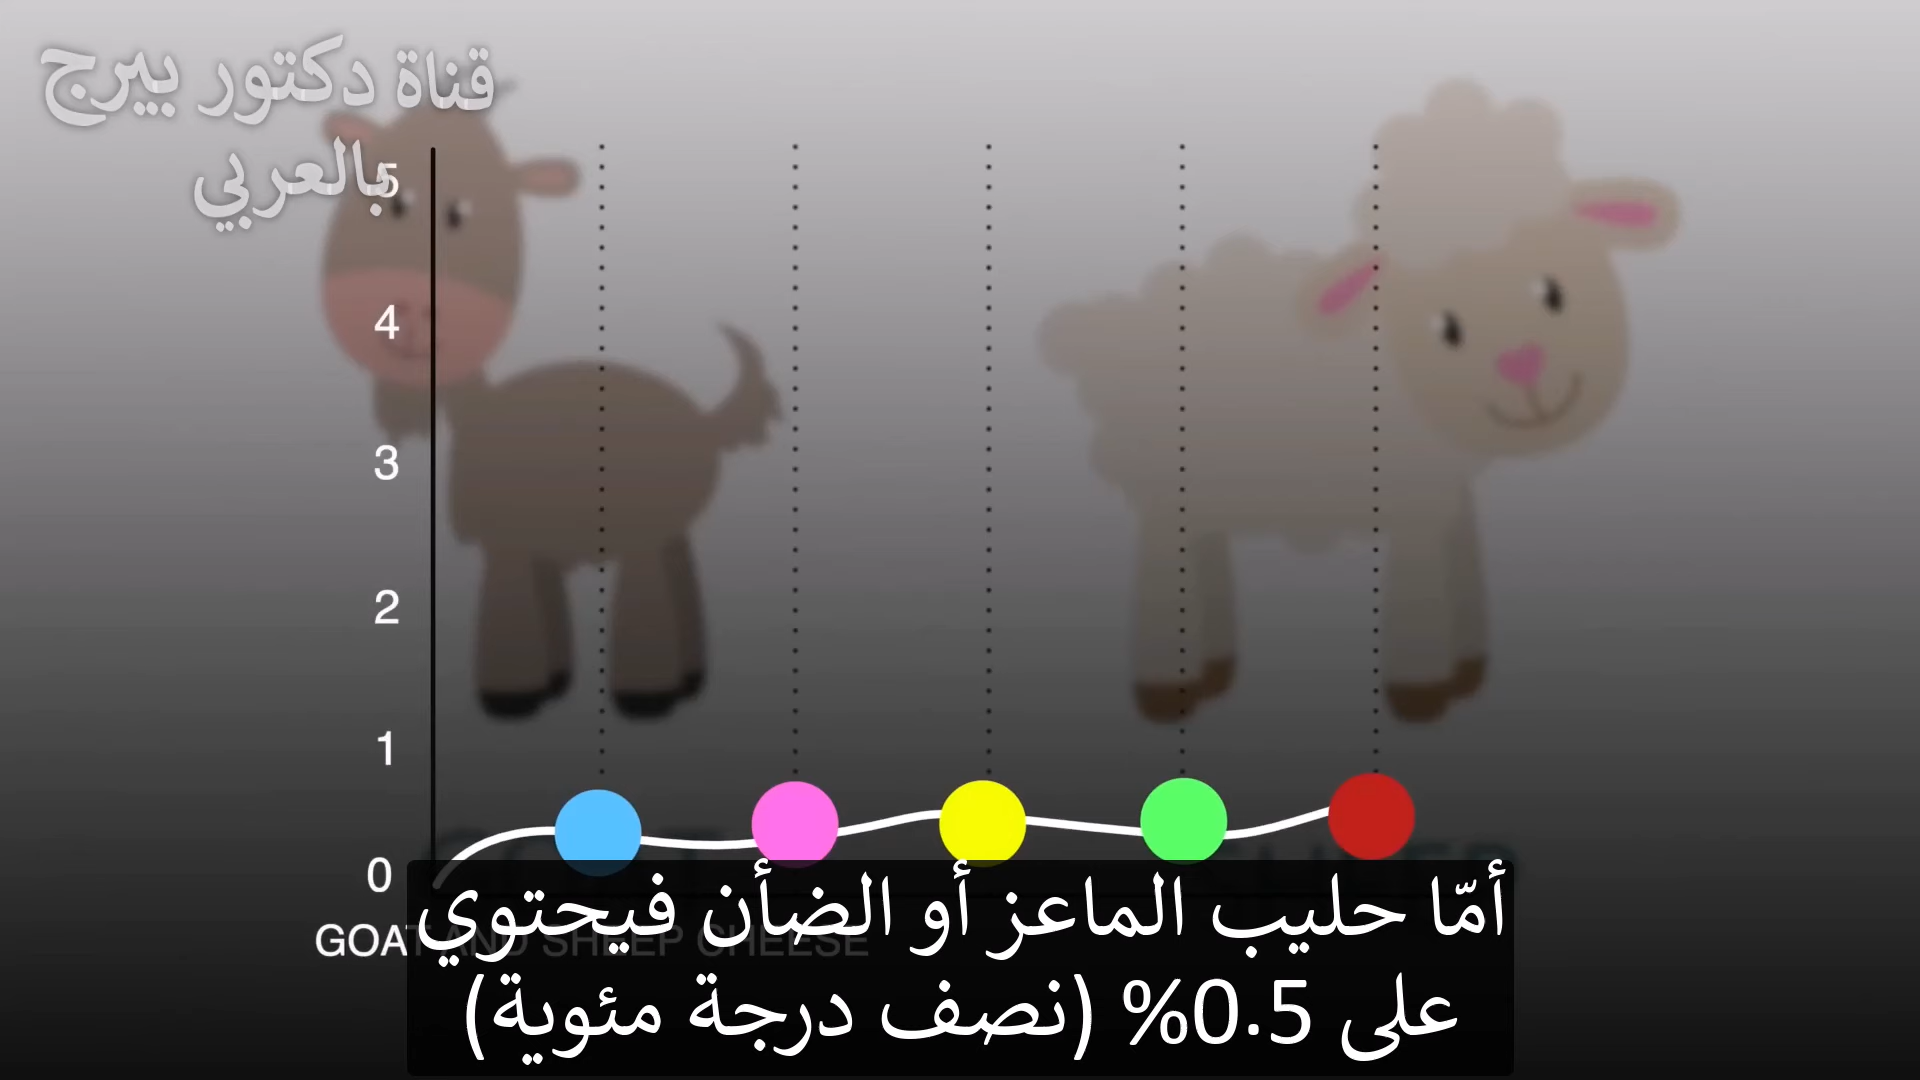 قناة دكتور بيرج
بالعربي
5
4
3
2
1
0
GOAT AND SHEEP CHEESE
أمّا حليب الماعز أو الضأن فيحتوي
على 0.5% (نصف درجة مئوية)